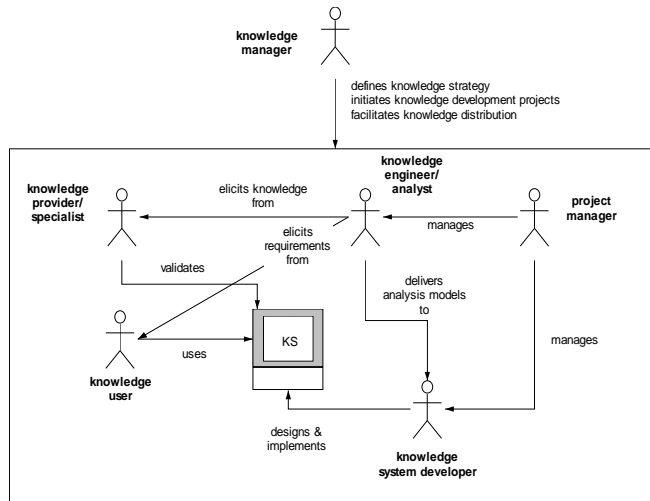 knowledge
manager
defines knowledge strategy
initiates knowledge development projects
facilitates knowledge distribution
knowledge
provider/
specialist
elicits knowledge
from
knowledge
engineer/
analyst
project
manager
manages
elicits
requirements
from
validates
delivers
analysis models
to
KS
uses
manages
knowledge
user
designs &
implements
knowledge
system developer